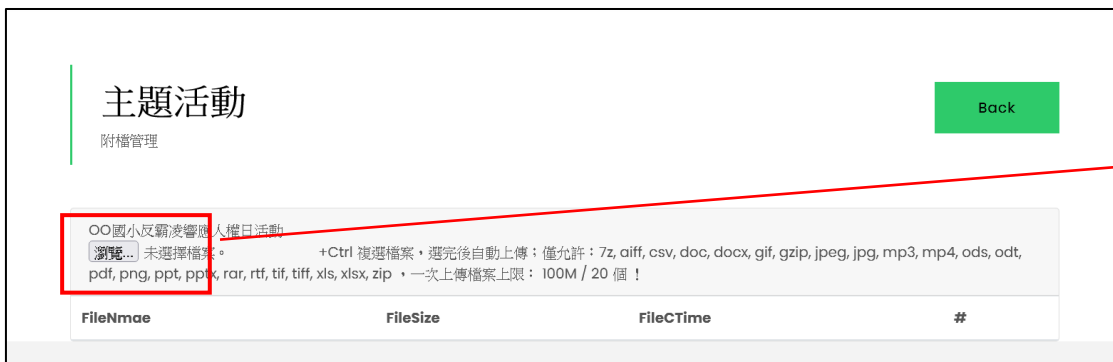 主題活動
Back
附檔管理
OO國小反霸凌響應人權日活動
瀏覽... 未選擇檔案。 +Ctrl 複選檔案，選完後自動上傳；僅允許：7z, aiff, csv, doc, docx, gif, gzip, jpeg, jpg, mp3, mp4, ods, odt,
pdf, png, ppt, pptx, rar, rtf, tif, tiff, xls, xlsx, zip ，一次上傳檔案上限： 100M / 20 個 ！
FileNmae FileSize FileCTime #